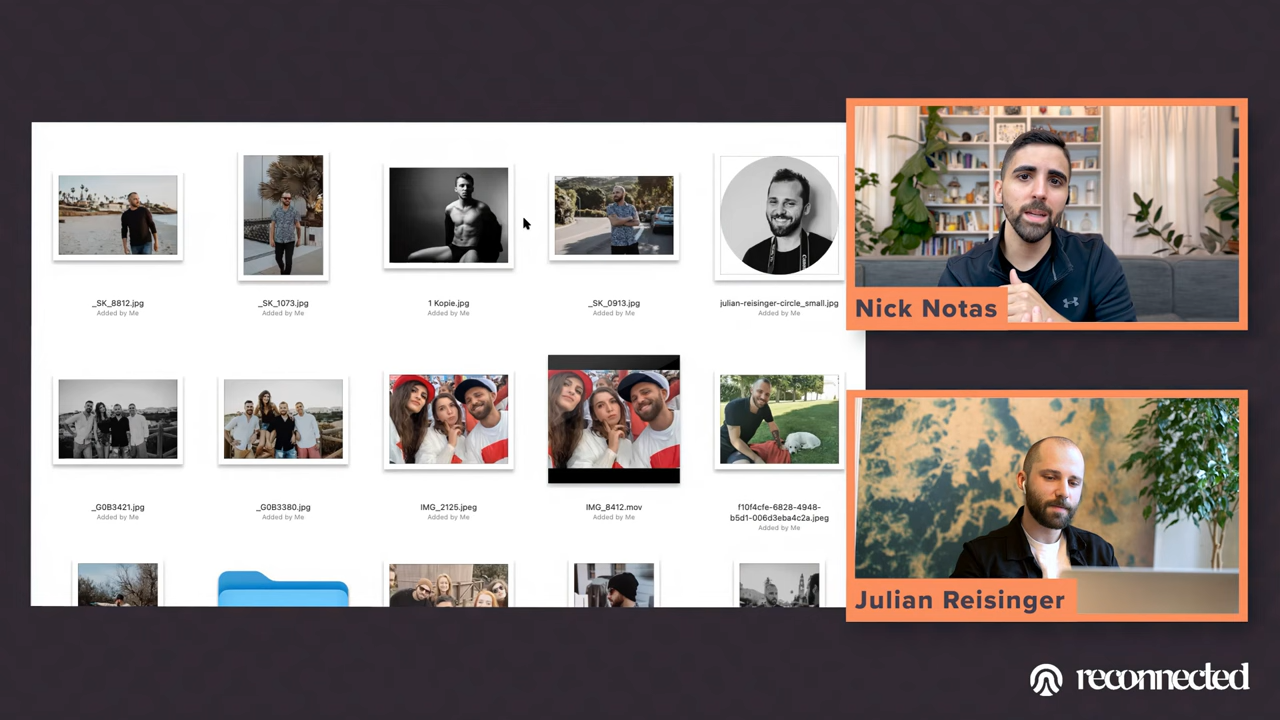 _SK_8812.jpg
Added by Me
_SK_1073.jpg
Added by Me
1 Kopie.jpg
Added by Me
_SK_0913.jpg
Added by Me
julian-reisinger-circle_small.jpg
Added by Me
Nick Notas
_G0B3421.jpg
Added by Me
_G0B3380.jpg
Added by Me
IMG_2125.jpeg
Added by Me
IMG_8412.mov
Added by Me
f10f4cfe-6828-4948-
b5d1-006d3eba4c2a.jpeg
Added by Me
Julian Reisinger
reconnected